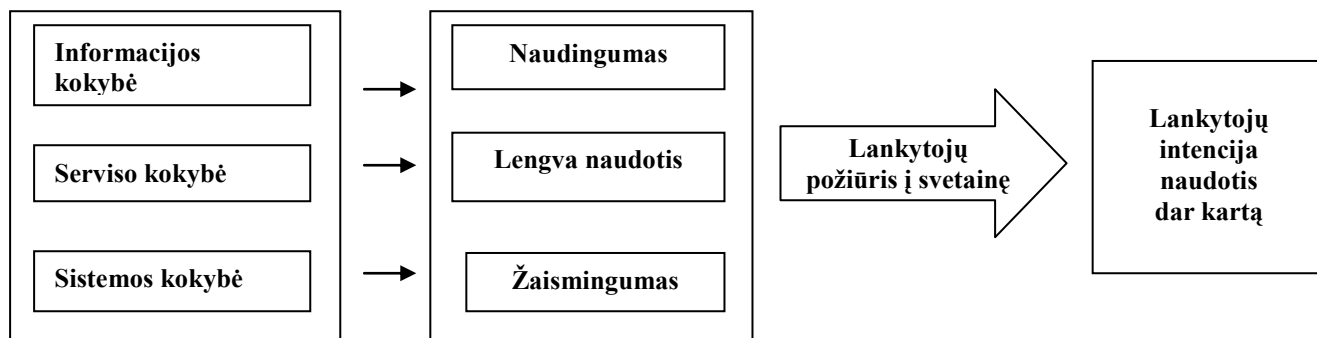 Informacijos
kokybė
Serviso kokybė
Sistemos kokybė
Naudingumas
Lengva naudotis
Žaismingumas
Lankytojų
požiūris į svetainę
Lankytojų
intencija
naudotis
dar kartą